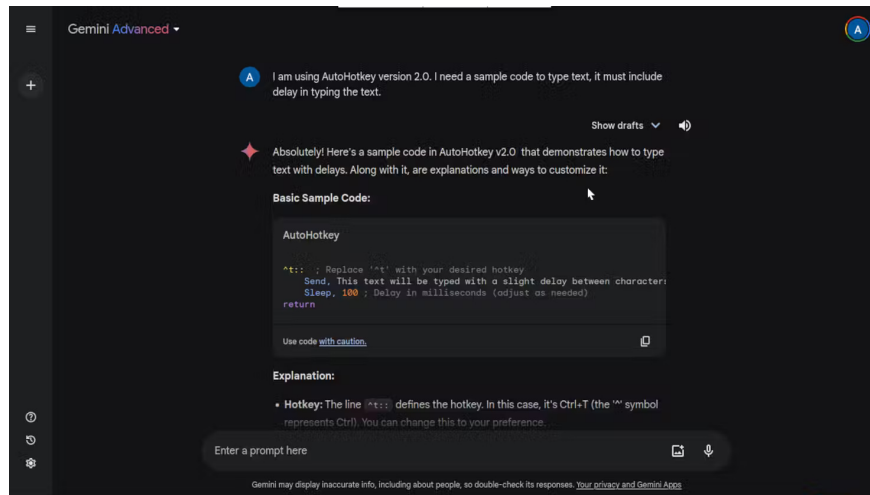 Gemini Advanced
A
A
I am using AutoHotkey version 2.0. I need a sample code to type text, it must include
delay in typing the text.
Show drafts
Absolutely! Here's a sample code in AutoHotkey v2.0 that demonstrates how to type
text with delays. Along with it, are explanations and ways to customize it:
Basic Sample Code:
AutoHotkey
^t:: ; Replace '^t' with your desired hotkey
Send, This text will be typed with a slight delay between character
Sleep, 100 ; Delay in milliseconds (adjust as needed)
return
Use code with caution.
Explanation:
• Hotkey: The line ^t:: defines the hotkey. In this case, it's Ctrl+T (the '^' symbol
represents Ctrl). You can change this to your preference.
Enter a prompt here
Gemini may display inaccurate info, including about people, so double-check its responses. Your privacy and Gemini Apps